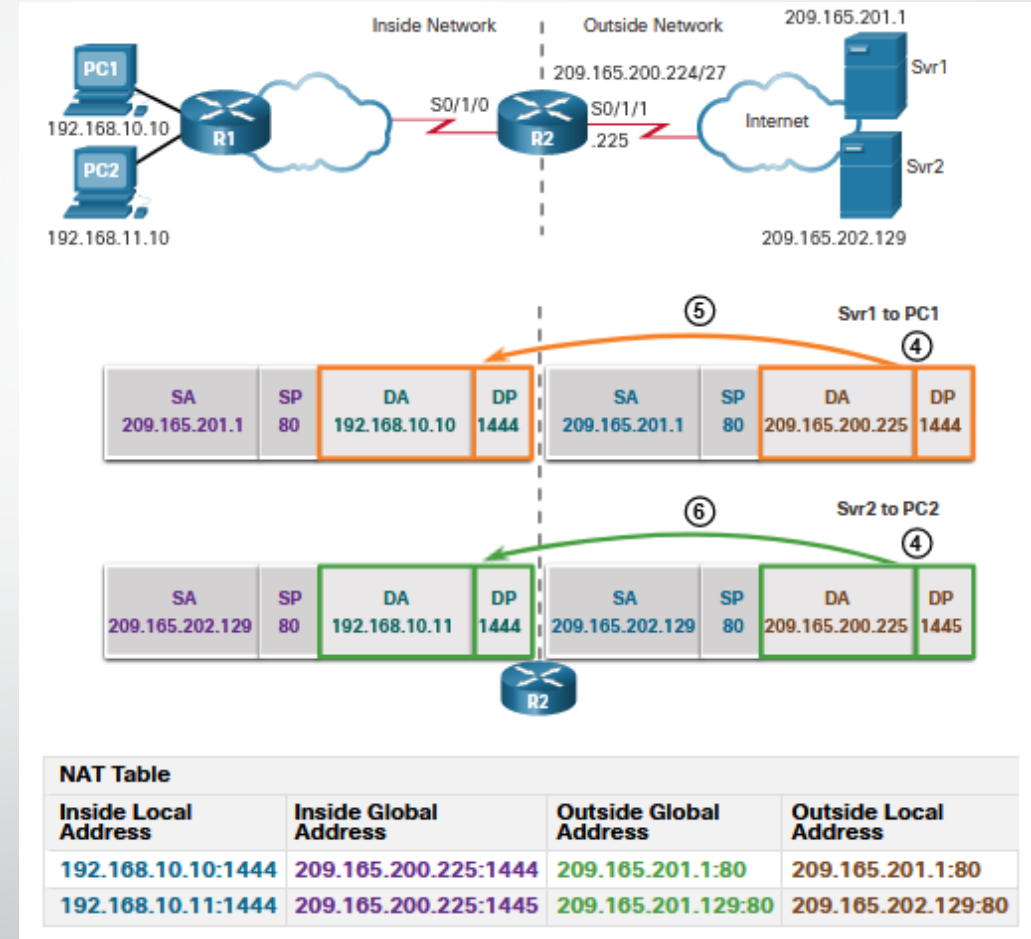 Inside Network
Outside Network
209.165.201.1
PC1
Svr1
209.165.200.224/27
S0/1/0
S0/1/1
192.168.10.10
R1
R2
.225
Internet
PC2
Svr2
192.168.11.10
209.165.202.129
5
Svr1 to PC1
4
SA SP DA DP SA SP DA DP
209.165.201.1 80 192.168.10.10 1444 209.165.201.1 80 209.165.200.225 1444
6
Svr2 to PC2
4
SA SP DA DP SA SP DA DP
209.165.202.129 80 192.168.10.11 1444 209.165.202.129 80 209.165.200.225 1445
R2
NAT Table
Inside Local Address Inside Global Address Outside Global Address Outside Local Address
192.168.10.10:1444 209.165.200.225:1444 209.165.201.1:80 209.165.201.1:80
192.168.10.11:1444 209.165.200.225:1445 209.165.201.129:80 209.165.202.129:80